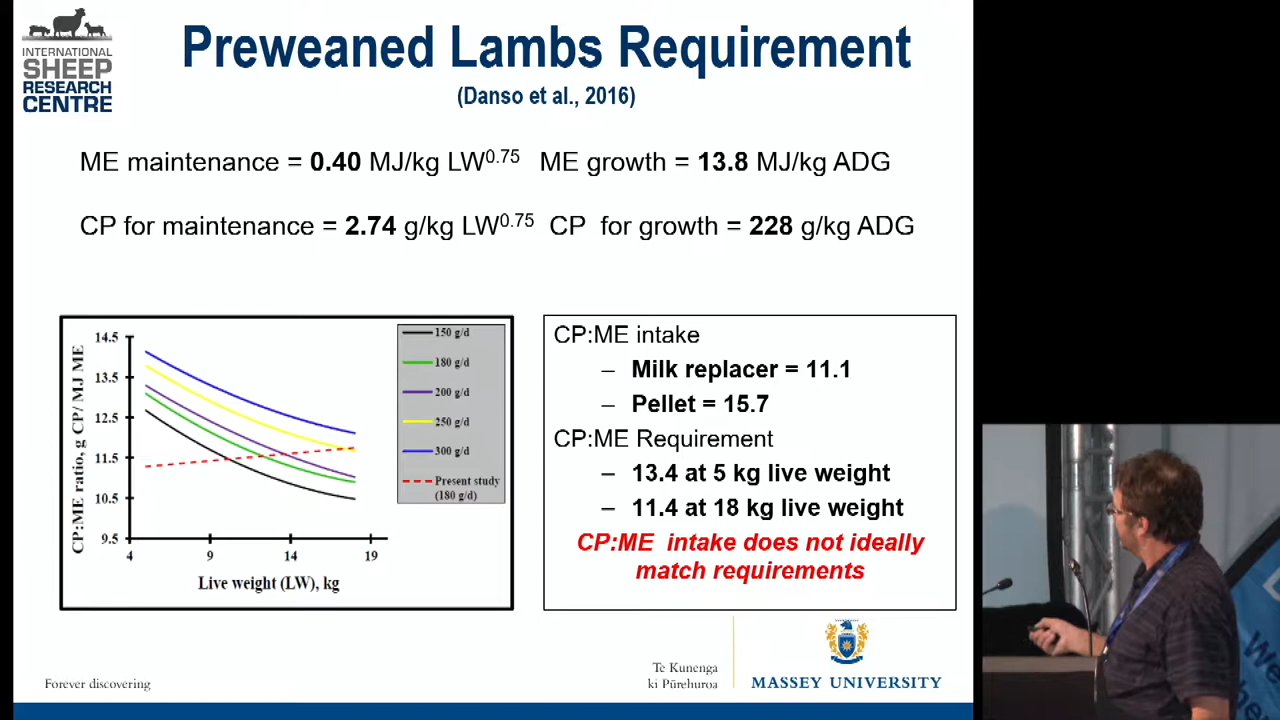 INTERNATIONAL
SHEEP
RESEARCH
CENTRE
Preweaned Lambs Requirement
(Danso et al., 2016)
ME maintenance = 0.40 MJ/kg LW0.75 ME growth = 13.8 MJ/kg ADG
CP for maintenance = 2.74 g/kg LW0.75 CP for growth = 228 g/kg ADG
CP:ME ratio, g CP/ MJ ME
14.5
13.5
12.5
11.5
10.5
9.5
4 9 14 19
Live weight (LW), kg
150 g/d
180 g/d
200 g/d
250 g/d
300 g/d
Present study
(180 g/d)
CP:ME intake
– Milk replacer = 11.1
– Pellet = 15.7
CP:ME Requirement
– 13.4 at 5 kg live weight
– 11.4 at 18 kg live weight
CP:ME intake does not ideally
match requirements
Forever discovering
Te Kunenga
ki Pūrehuroa
MASSEY UNIVERSITY